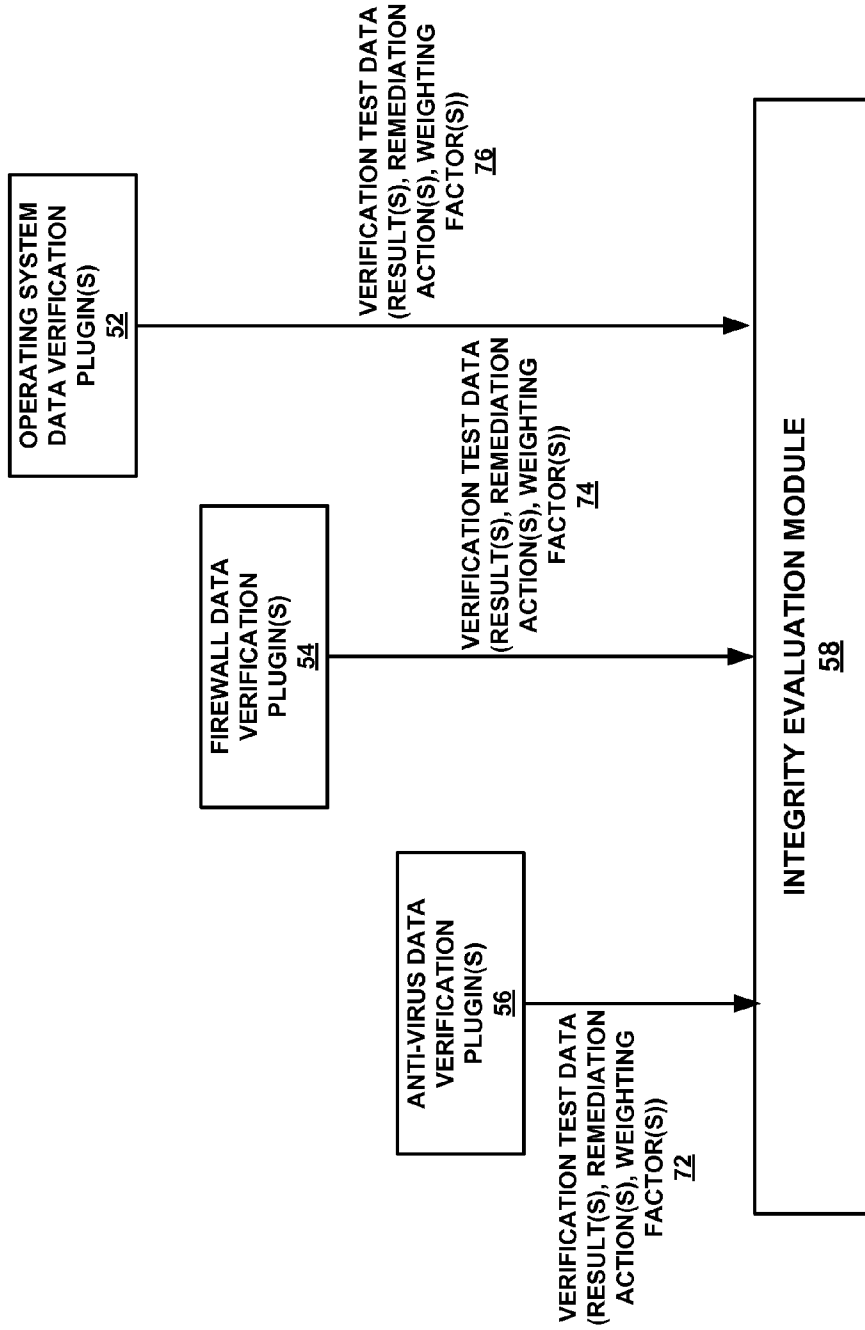 OPERATING SYSTEM
DATA VERIFICATION
PLUGIN(S)
52
FIREWALL DATA
VERIFICATION
PLUGIN(S)
54
ANTI-VIRUS DATA
VERIFICATION
PLUGIN(S)
56
VERIFICATION TEST DATA
(RESULT(S), REMEDIATION
ACTION(S), WEIGHTING
FACTOR(S))
76
VERIFICATION TEST DATA
(RESULT(S), REMEDIATION
ACTION(S), WEIGHTING
FACTOR(S))
74
VERIFICATION TEST DATA
(RESULT(S), REMEDIATION
ACTION(S), WEIGHTING
FACTOR(S))
72
INTEGRITY EVALUATION MODULE
58